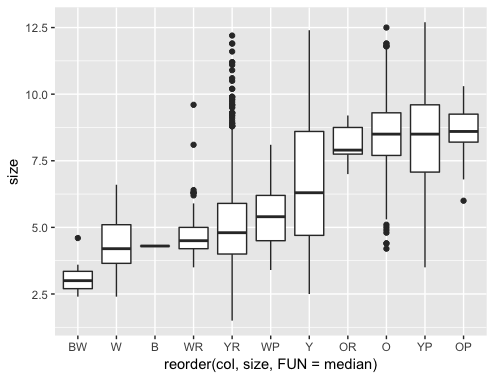 12.5
10.0
7.5
5.0
2.5
size
BW W B WR YR WP Y OR O YP OP
reorder(col, size, FUN = median)